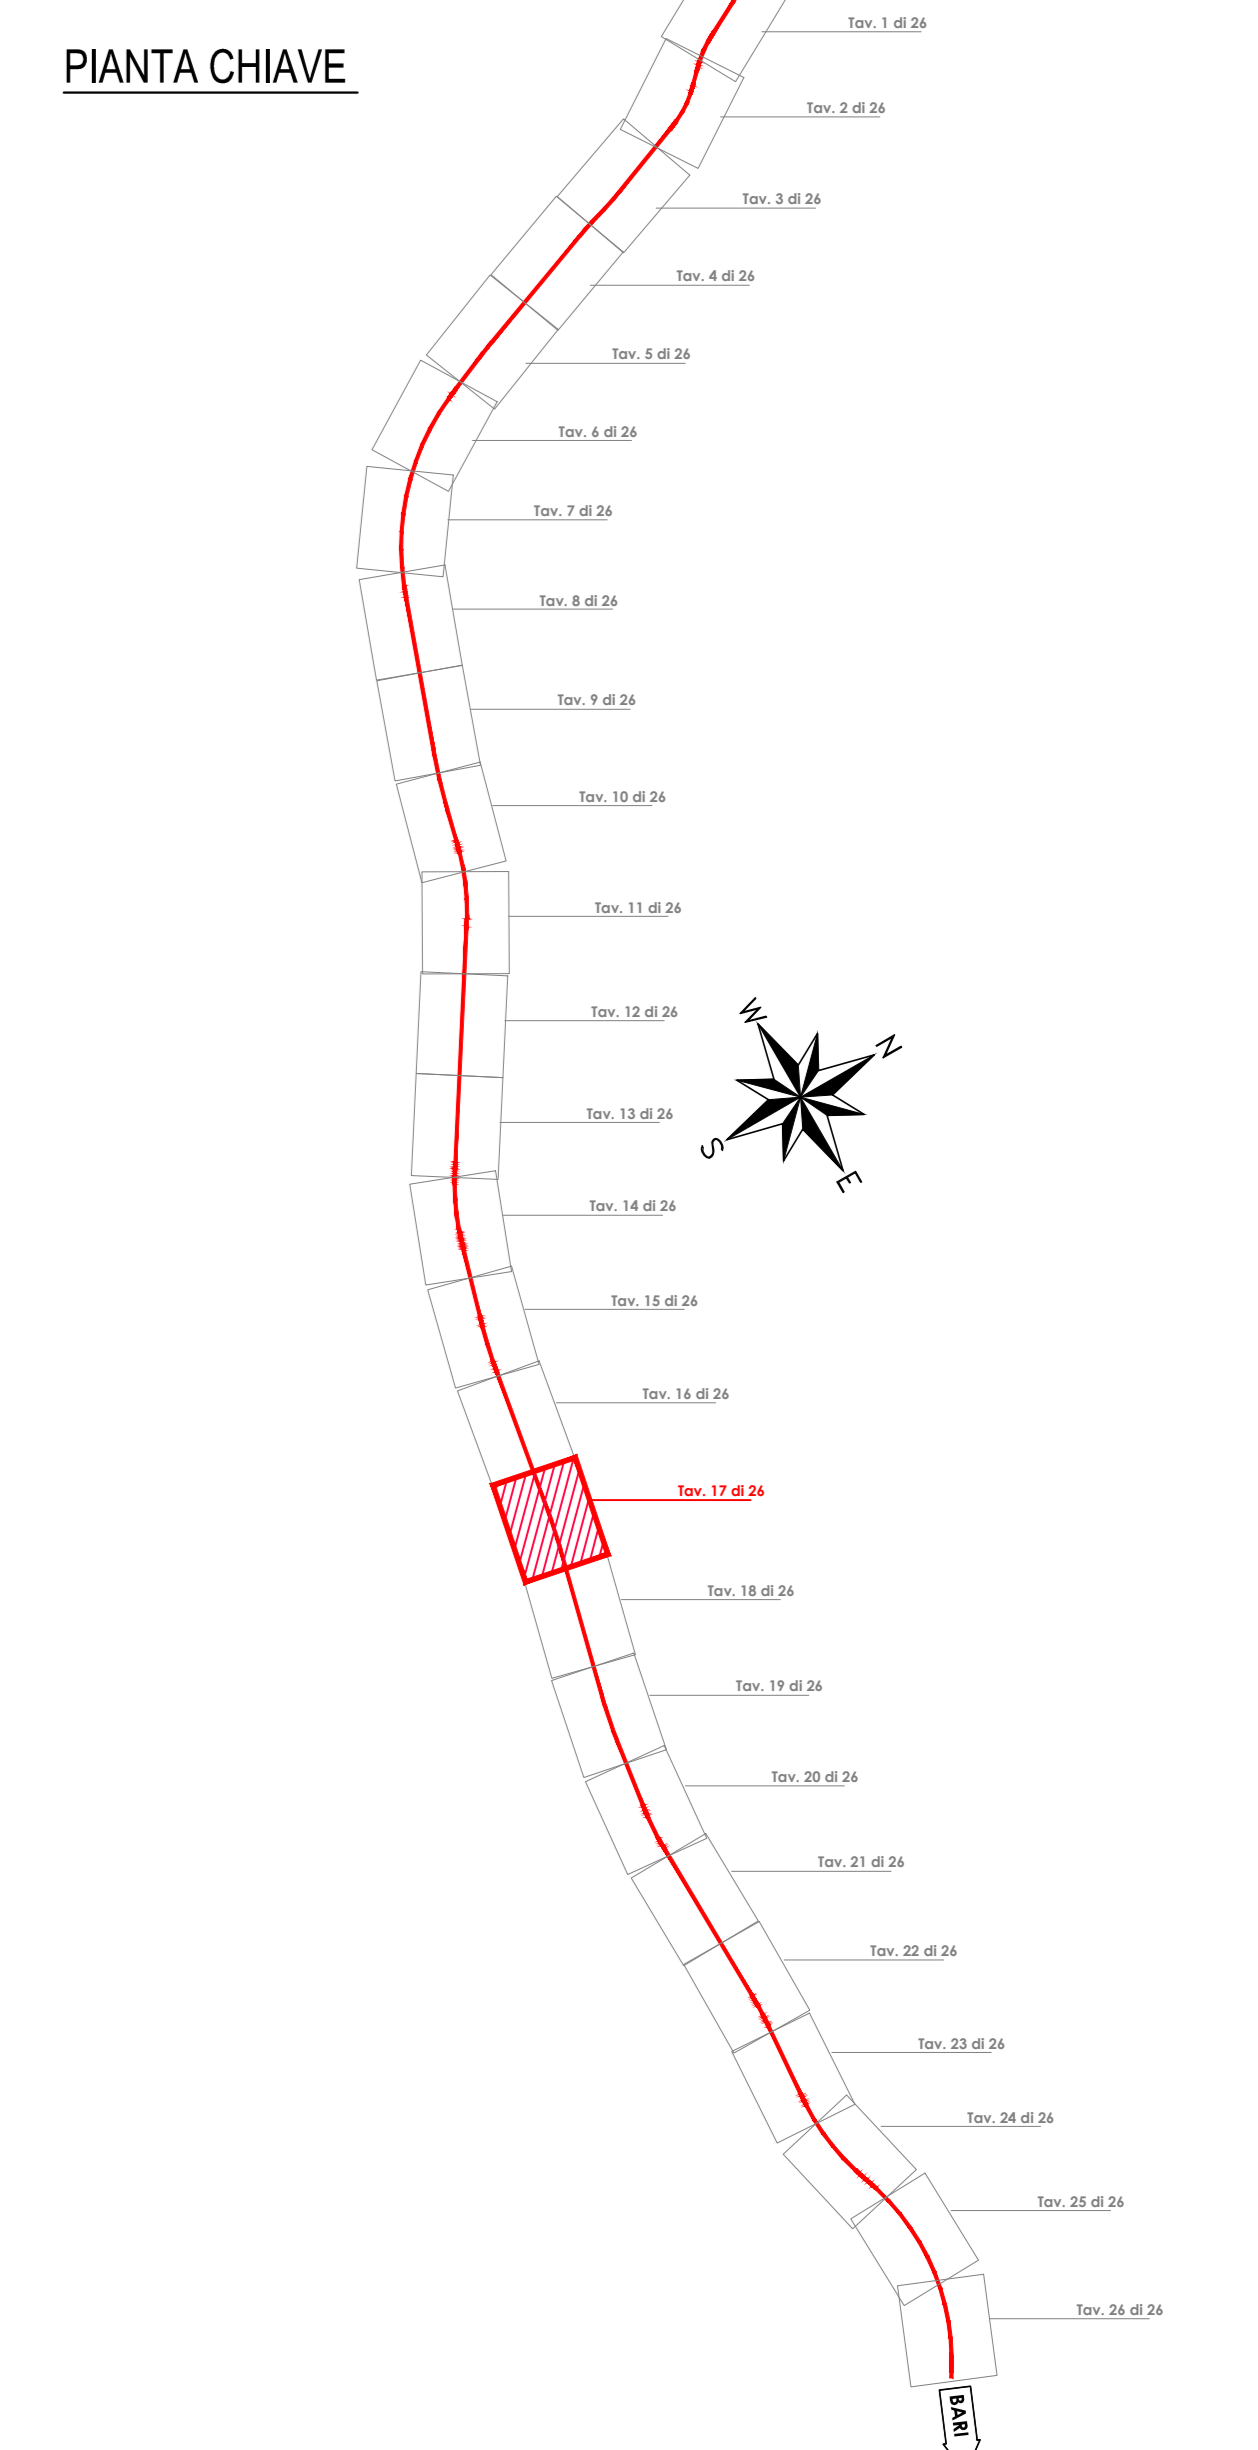 Tav. 1 di 26
PIANTA CHIAVE
Tav. 2 di 26
Tav. 3 di 26
Tav. 4 di 26
Tav. 5 di 26
Tav. 6 di 26
Tav. 7 di 26
Tav. 8 di 26
Tav. 9 di 26
Tav. 10 di 26
Tav. 11 di 26
Tav. 12 di 26
W
N
Tav. 13 di 26
S
E
Tav. 14 di 26
Tav. 15 di 26
Tav. 16 di 26
Tav. 17 di 26
Tav. 18 di 26
Tav. 19 di 26
Tav. 20 di 26
Tav. 21 di 26
Tav. 22 di 26
Tav. 23 di 26
Tav. 24 di 26
Tav. 25 di 26
Tav. 26 di 26
BARI